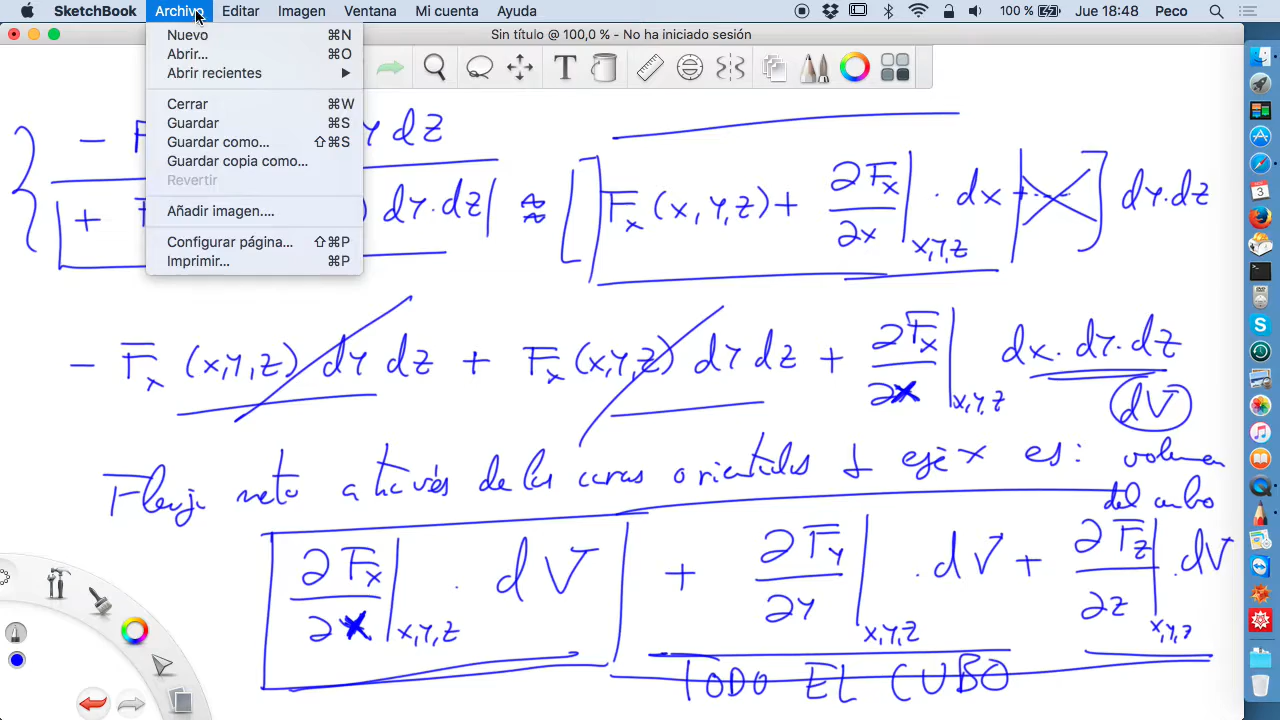 SketchBook Archivo Editar Imagen Ventana Mi cuenta Ayuda 100 % Jue 18:48 Peco
Sin título @ 100,0 % - No ha iniciado sesión
Nuevo ⌘N
Abrir... ⌘O
Abrir recientes ▶
Cerrar ⌘W
Guardar ⌘S
Guardar como... ⇧⌘S
Guardar copia como...
Revertir
Añadir imagen....
Configurar página... ⇧⌘P
Imprimir... ⌘P
- F dz
+ F ) dy.dz ≈ [ Fx (x,y,z) + ∂Fx/∂x | x,y,z . dx + ] dy.dz
- Fx (x,y,z) dy dz + Fx (x,y,z) dy dz + ∂Fx/∂x | x,y,z dx.dy.dz
dV
Flujo neto a través de las caras orientadas ⊥ eje x es: volumen
del cubo
∂Fx/∂x | x,y,z . dV + ∂Fy/∂y | x,y,z . dV + ∂Fz/∂z | x,y,z . dV
TODO EL CUBO